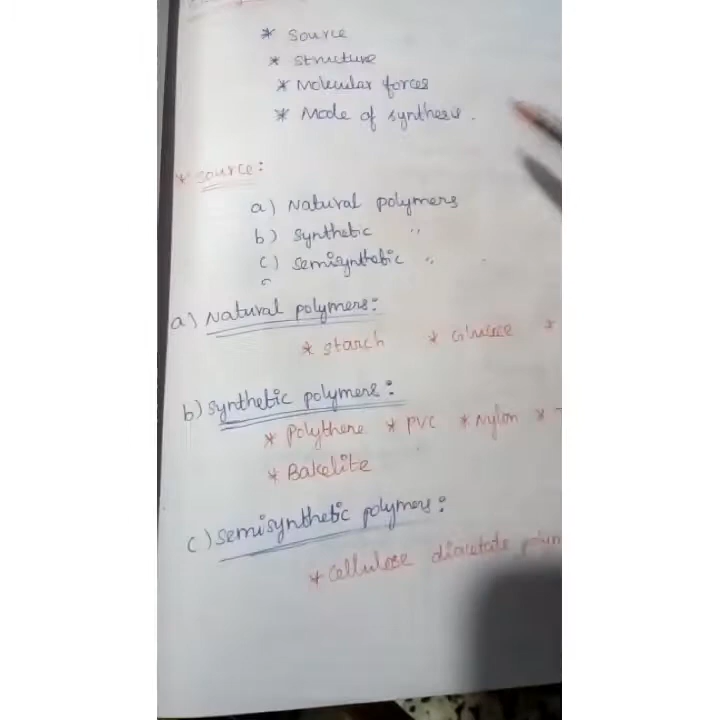 * source
* structure
* Molecular forces
* Mode of synthesis.
* source:
a) Natural polymers
b) synthetic "
c) semisynthetic "
a) Natural polymers:
* starch *
b) synthetic polymers:
* Polythene * PVC * Nylon *
* Bakelite
c) semisynthetic polymers:
* cellulose diacetate